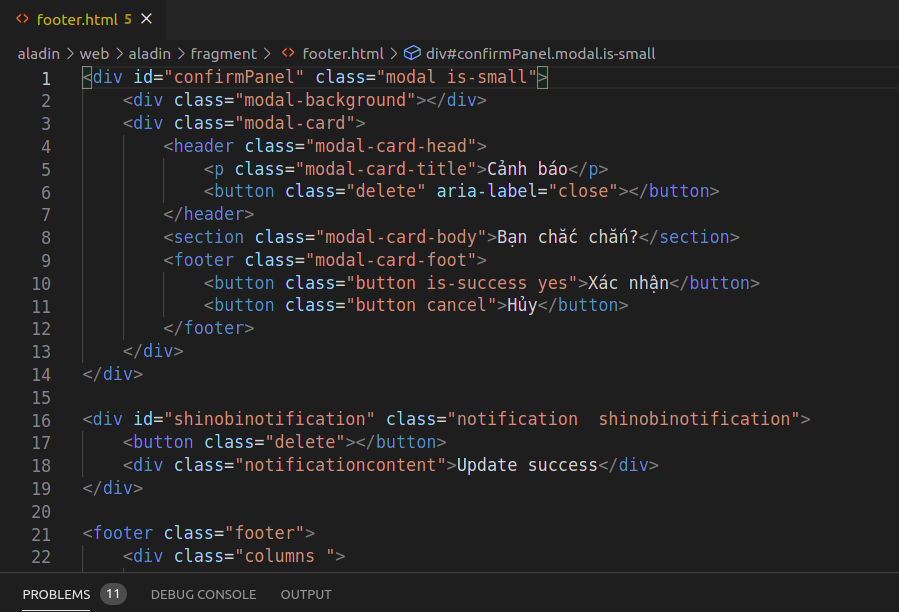 footer.html 5
aladin > web > aladin > fragment > footer.html > div#confirmPanel.modal.is-small
1 <div id="confirmPanel" class="modal is-small">
2 <div class="modal-background"></div>
3 <div class="modal-card">
4 <header class="modal-card-head">
5 <p class="modal-card-title">Cảnh báo</p>
6 <button class="delete" aria-label="close"></button>
7 </header>
8 <section class="modal-card-body">Bạn chắc chắn?</section>
9 <footer class="modal-card-foot">
10 <button class="button is-success yes">Xác nhận</button>
11 <button class="button cancel">Hủy</button>
12 </footer>
13 </div>
14 </div>
15
16 <div id="shinobinotification" class="notification  shinobinotification">
17 <button class="delete"></button>
18 <div class="notificationcontent">Update success</div>
19 </div>
20
21 <footer class="footer">
22 <div class="columns ">
PROBLEMS 11 DEBUG CONSOLE OUTPUT